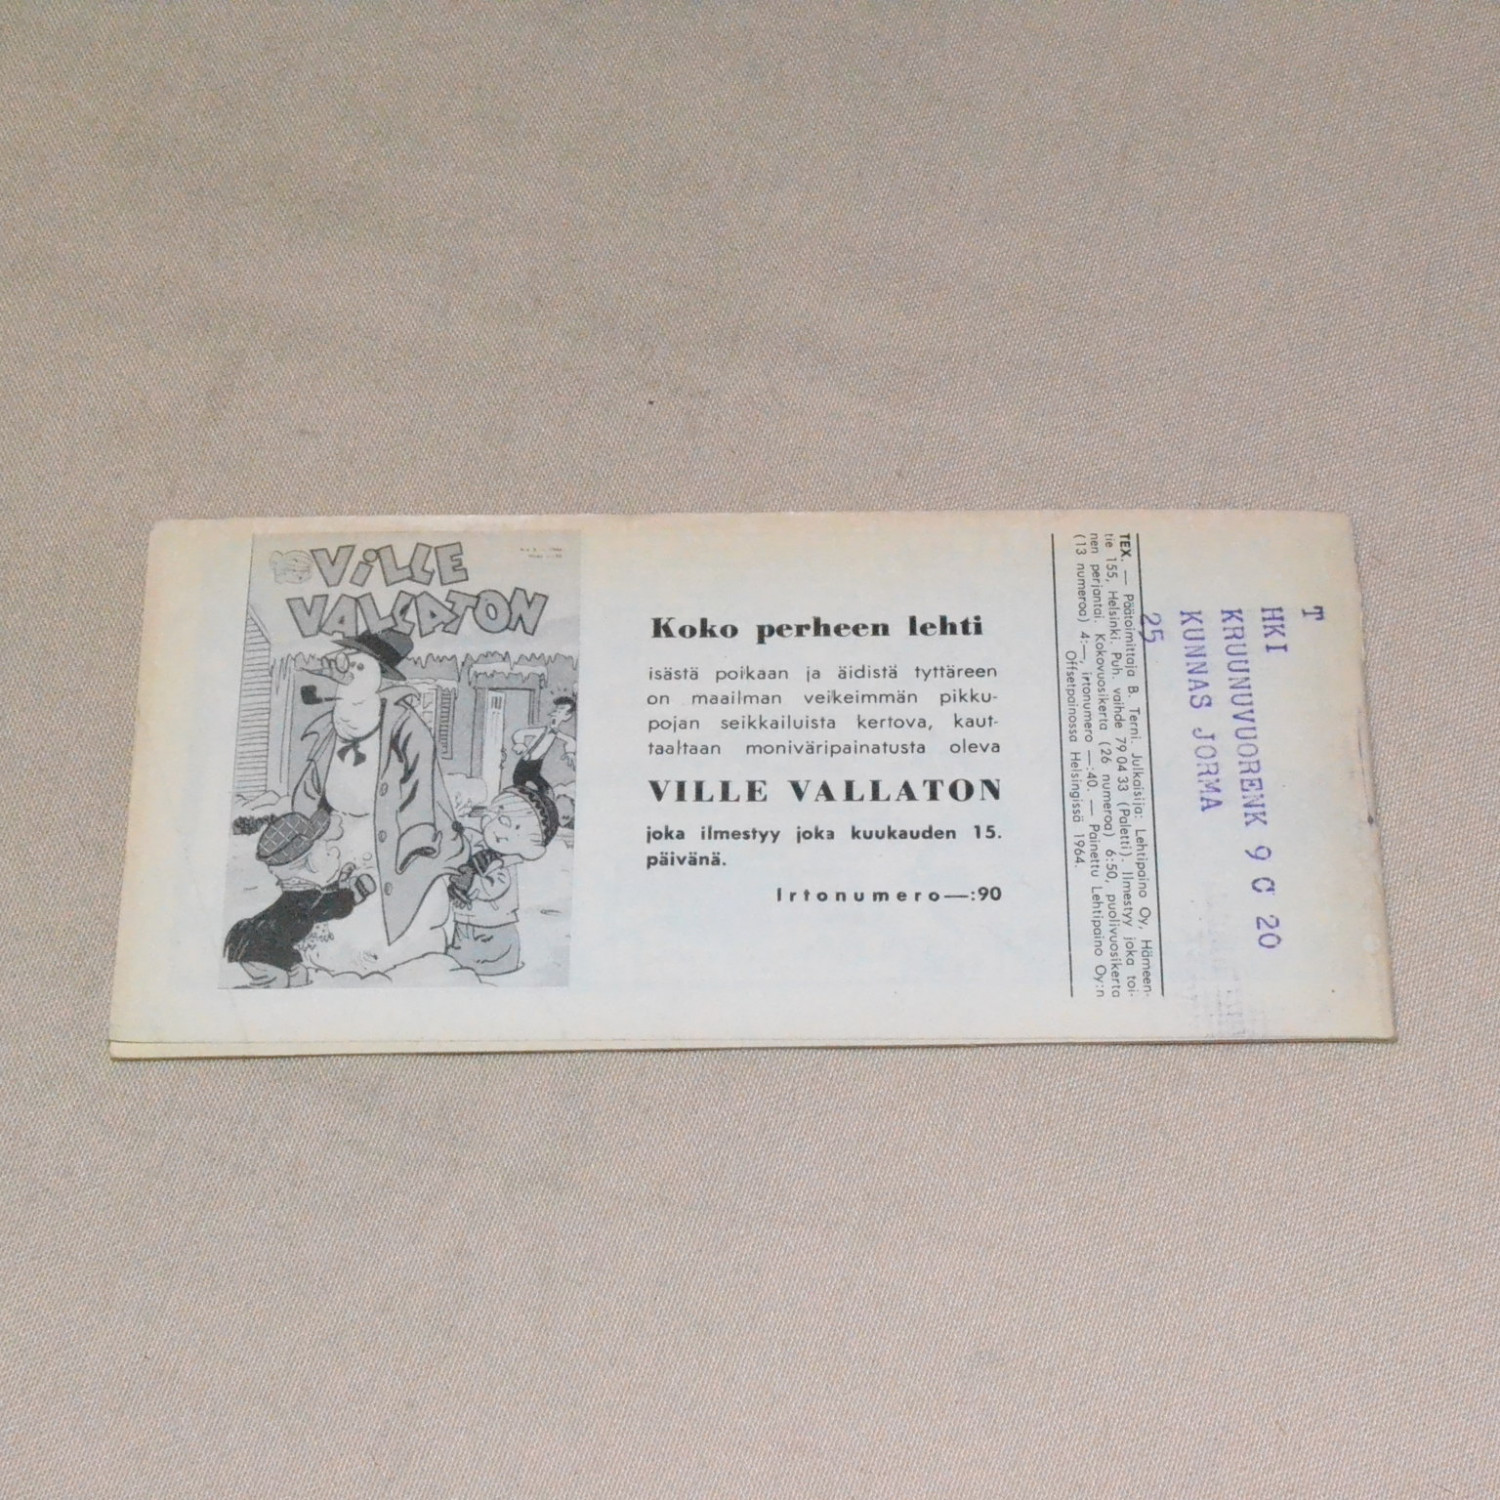 VILLE
VALLATON
Koko perheen lehti
isästä poikaan ja äidistä tyttäreen
on maailman veikeimmän pikku-
pojan seikkailuista kertova, kaut-
taaltaan moniväripainatusta oleva
VILLE VALLATON
joka ilmestyy joka kuukauden 15.
päivänä.
Irtonumero —:90
TEX. — Päätoimittaja B. Terni. Julkaisija: Lehtipaino Oy, Hämeen-
tie 155, Helsinki. Puh. vaihde 79 04 33 (Paletti). Ilmestyy joka toi-
nen perjantai. Kokovuosikerta (26 numeroa) 6:50, puolivuosikerta
(13 numeroa) 4:—, irtonumero —:40. — Painettu Lehtipaino Oy:n
Offsetpainossa Helsingissä 1964.
T
HKI
KRUUNUVUORENK 9 C 20
KUNNAS JORMA
25